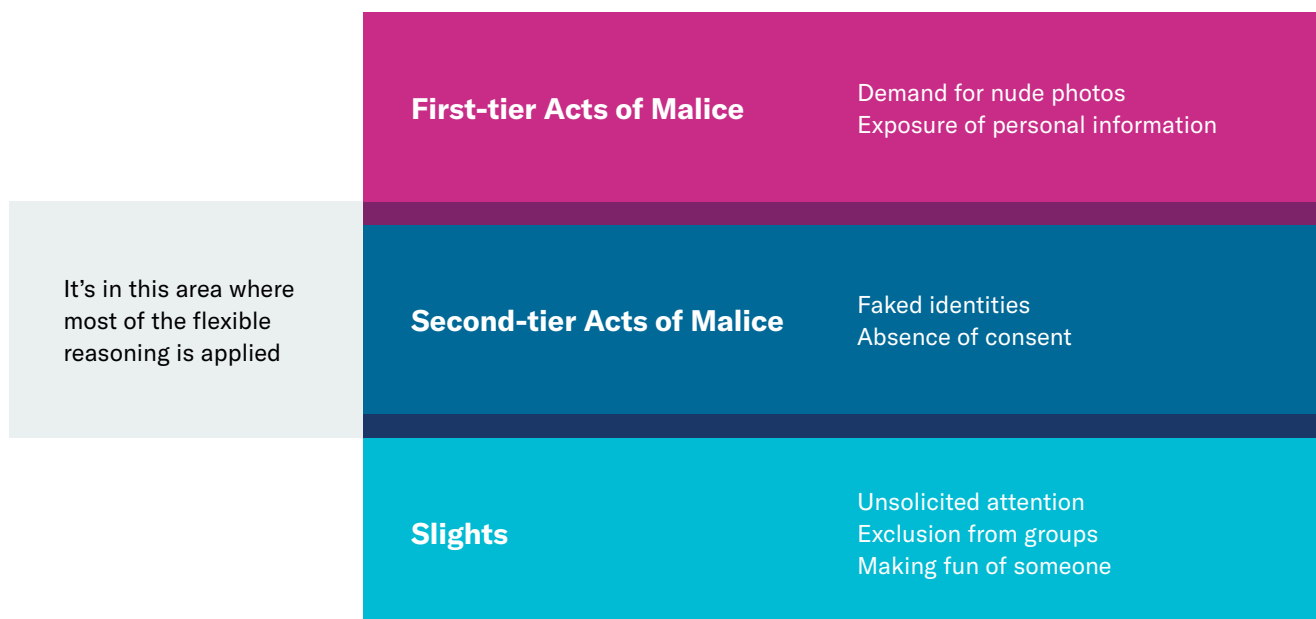 First-tier Acts of Malice
Demand for nude photos
Exposure of personal information
It’s in this area where
most of the flexible
reasoning is applied
Second-tier Acts of Malice
Faked identities
Absence of consent
Slights
Unsolicited attention
Exclusion from groups
Making fun of someone